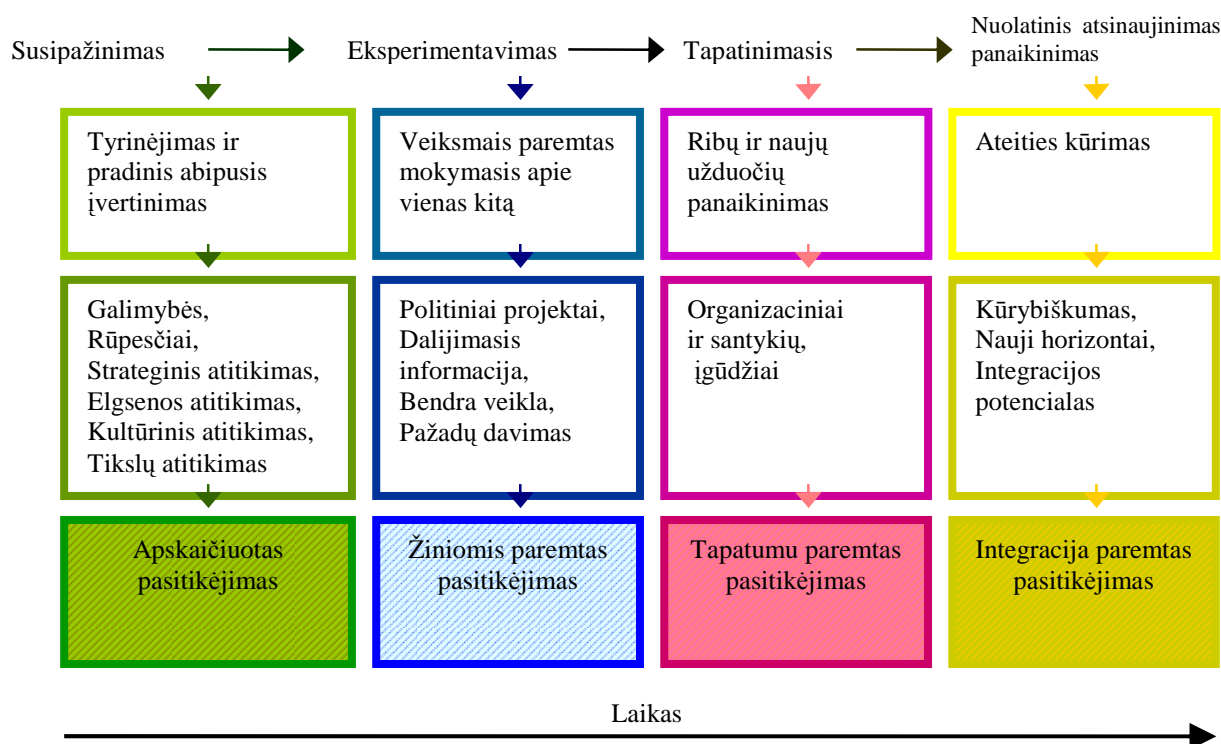 Susipažinimas
Eksperimentavimas
Tapatinimasis
Nuolatinis atsinaujinimas
panaikinimas
Tyrinėjimas ir
pradinis abipusis
įvertinimas
Veiksmais paremtas
mokymasis apie
vienas kitą
Ribų ir naujų
užduočių
panaikinimas
Ateities kūrimas
Galimybės,
Rūpesčiai,
Strateginis atitikimas,
Elgsenos atitikimas,
Kultūrinis atitikimas,
Tikslų atitikimas
Politiniai projektai,
Dalijimasis
informacija,
Bendra veikla,
Pažadų davimas
Organizaciniai
ir santykių,
įgūdžiai
Kūrybiškumas,
Nauji horizontai,
Integracijos
potencialas
Apskaičiuotas
pasitikėjimas
Žiniomis paremtas
pasitikėjimas
Tapatumu paremtas
pasitikėjimas
Integracija paremtas
pasitikėjimas
Laikas